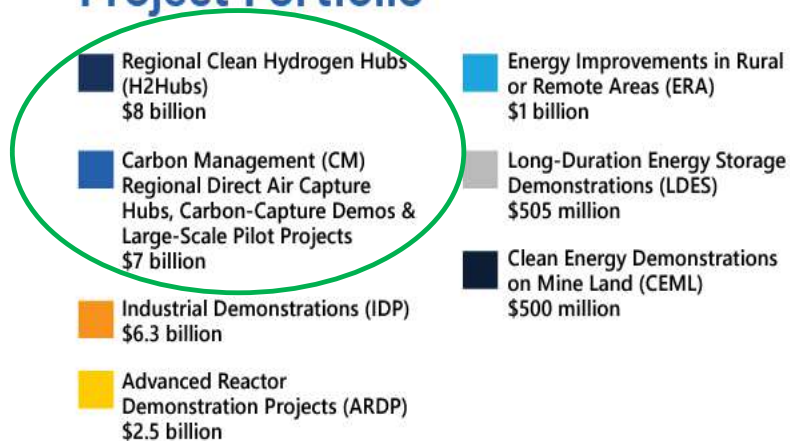 Project Portfolio
Regional Clean Hydrogen Hubs
(H2Hubs)
$8 billion
Carbon Management (CM)
Regional Direct Air Capture
Hubs, Carbon-Capture Demos &
Large-Scale Pilot Projects
$7 billion
Industrial Demonstrations (IDP)
$6.3 billion
Advanced Reactor
Demonstration Projects (ARDP)
$2.5 billion
Energy Improvements in Rural
or Remote Areas (ERA)
$1 billion
Long-Duration Energy Storage
Demonstrations (LDES)
$505 million
Clean Energy Demonstrations
on Mine Land (CEML)
$500 million